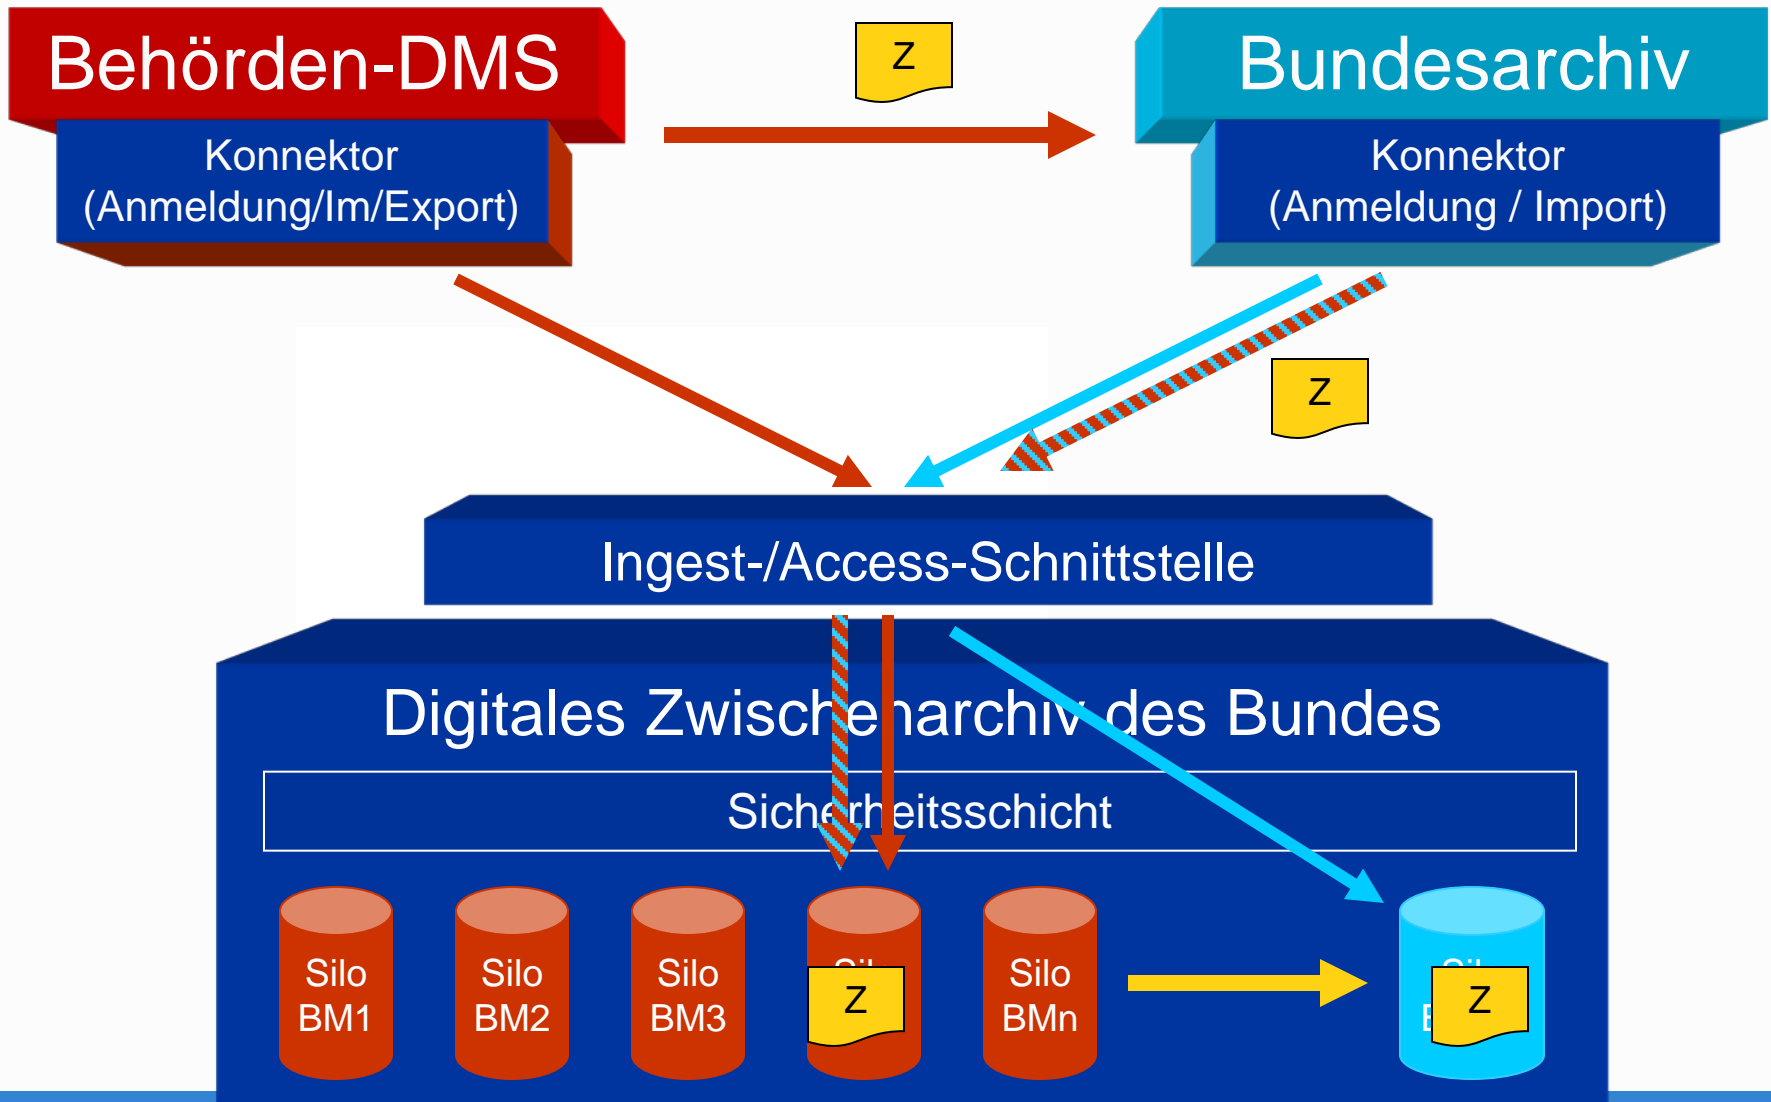 Behörden-DMS
Z
Bundesarchiv
Konnektor
(Anmeldung/Im/Export)
Konnektor
(Anmeldung / Import)
Z
Ingest-/Access-Schnittstelle
Digitales Zwischenarchiv des Bundes
Sicherheitsschicht
Silo
BM1
Silo
BM2
Silo
BM3
Z
Silo
BMn
Z